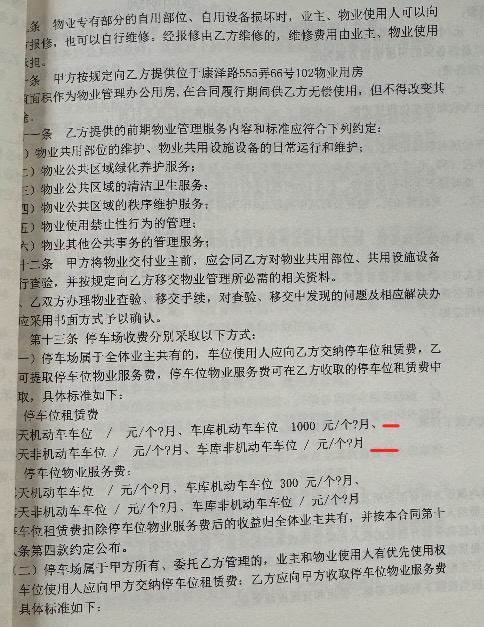 条 物业专有部分的自用部位、自用设备损坏时，业主、物业使用人可以向
方报修，也可以自行维修。经报修由乙方维修的，维修费用由业主、物业使用
承担。
条 甲方按规定向乙方提供位于康泽路555弄66号102物业用房
面积作为物业管理办公用房，在合同履行期间供乙方无偿使用，但不得改变其
途。
一条 乙方提供的前期物业管理服务内容和标准应符合下列约定：
）物业共用部位的维护、物业共用设施设备的日常运行和维护；
二）物业公共区域绿化养护服务；
三）物业公共区域的清洁卫生服务；
四）物业公共区域的秩序维护服务；
五）物业使用禁止性行为的管理；
六）物业其他公共事务的管理服务；
十二条 甲方将物业交付业主前，应会同乙方对物业共用部位、共用设施设备
行查验，并按规定向乙方移交物业管理所必需的相关资料。
、乙双方办理物业查验、移交手续，对查验、移交中发现的问题及相应解决办
应采用书面方式予以确认。
第十三条 停车场收费分别采取以下方式：
一）停车场属于全体业主共有的，车位使用人应向乙方交纳停车位租赁费，乙
可提取停车位物业服务费，停车位物业服务费可在乙方收取的停车位租赁费中
取，具体标准如下：
停车位租赁费
天机动车车位 / 元/个?月、车库机动车车位 1000 元/个?月、
天非机动车车位 / 元/个?月、车库非机动车车位 / 元/个?月
停车位物业服务费：
天机动车车位 / 元/个?月、车库机动车车位 300 元/个?月、
天非机动车车位 / 元/个?月、车库非机动车车位 / 元/个?月
车位租赁费扣除停车位物业服务费后的收益归全体业主共有，并按本合同第十
条第四款约定公布。
（二）停车场属于甲方所有、委托乙方管理的，业主和物业使用人有优先使用权
车位使用人应向甲方交纳停车位租赁费；乙方应向甲方收取停车位物业服务费
具体标准如下：